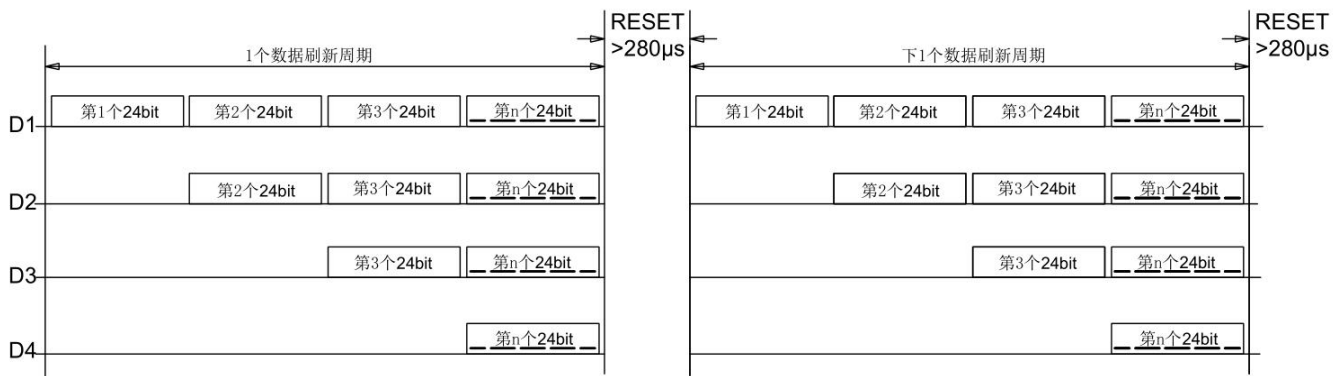 RESET
>280μs
RESET
>280μs
1个数据刷新周期
下1个数据刷新周期
D1 第1个24bit 第2个24bit 第3个24bit 第n个24bit 第1个24bit 第2个24bit 第3个24bit 第n个24bit
D2 第2个24bit 第3个24bit 第n个24bit 第2个24bit 第3个24bit 第n个24bit
D3 第3个24bit 第n个24bit 第3个24bit 第n个24bit
D4 第n个24bit 第n个24bit